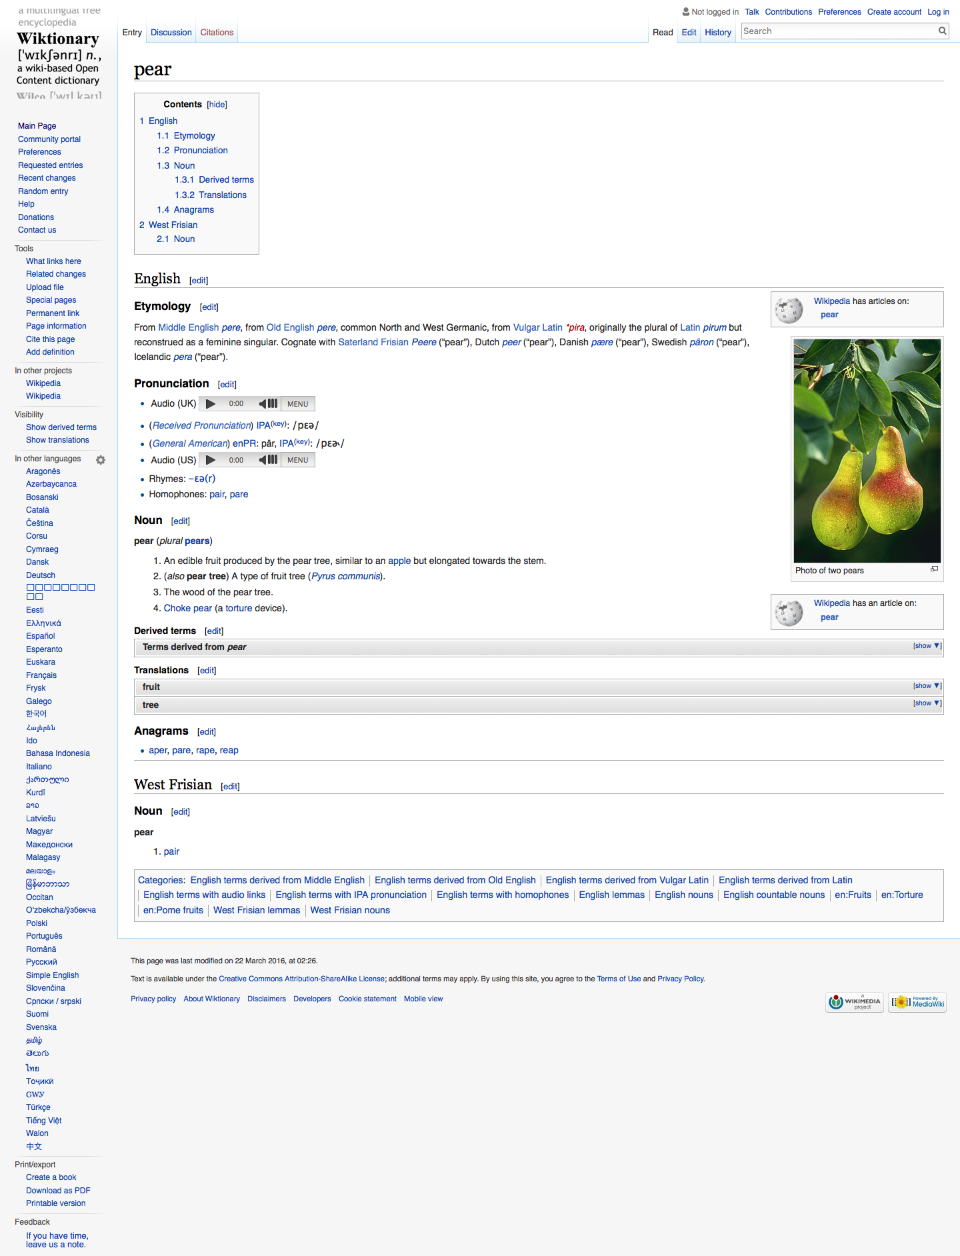 a multilingual free
encyclopedia
Wiktionary
['wɪkʃənrɪ] n.,
a wiki-based Open
Content dictionary
Wilco ['wɪl kəʊ]
Not logged in Talk Contributions Preferences Create account Log in
Entry Discussion Citations Read Edit History Search
pear
Contents [hide]
1 English
1.1 Etymology
1.2 Pronunciation
1.3 Noun
1.3.1 Derived terms
1.3.2 Translations
1.4 Anagrams
2 West Frisian
2.1 Noun
English [edit]
Etymology [edit]
From Middle English pere, from Old English pere, common North and West Germanic, from Vulgar Latin *pira, originally the plural of Latin pirum but
reconstrued as a feminine singular. Cognate with Saterland Frisian Peere (“pear”), Dutch peer (“pear”), Danish pære (“pear”), Swedish päron (“pear”),
Icelandic pera (“pear”).
Wikipedia has articles on:
pear
Pronunciation [edit]
Audio (UK) 0:00 MENU
(Received Pronunciation) IPA(key): /pɛə/
(General American) enPR: pâr, IPA(key): /pɛɚ/
Audio (US) 0:00 MENU
Rhymes: -ɛə(r)
Homophones: pair, pare
Photo of two pears
Noun [edit]
pear (plural pears)
1. An edible fruit produced by the pear tree, similar to an apple but elongated towards the stem.
2. (also pear tree) A type of fruit tree (Pyrus communis).
3. The wood of the pear tree.
4. Choke pear (a torture device).
Wikipedia has an article on:
pear
Derived terms [edit]
Terms derived from pear [show ▼]
Translations [edit]
fruit [show ▼]
tree [show ▼]
Anagrams [edit]
aper, pare, rape, reap
West Frisian [edit]
Noun [edit]
pear
1. pair
Categories: English terms derived from Middle English | English terms derived from Old English | English terms derived from Vulgar Latin | English terms derived from Latin
| English terms with audio links | English terms with IPA pronunciation | English terms with homophones | English lemmas | English nouns | English countable nouns | en:Fruits | en:Torture
| en:Pome fruits | West Frisian lemmas | West Frisian nouns
This page was last modified on 22 March 2016, at 02:26.
Text is available under the Creative Commons Attribution-ShareAlike License; additional terms may apply. By using this site, you agree to the Terms of Use and Privacy Policy.
Privacy policy About Wiktionary Disclaimers Developers Cookie statement Mobile view
A WIKIMEDIA project
Powered By MediaWiki
Main Page
Community portal
Preferences
Requested entries
Recent changes
Random entry
Help
Donations
Contact us
Tools
What links here
Related changes
Upload file
Special pages
Permanent link
Page information
Cite this page
Add definition
In other projects
Wikipedia
Wikipedia
Visibility
Show derived terms
Show translations
In other languages
Aragonés
Azərbaycanca
Bosanski
Català
Čeština
Corsu
Cymraeg
Dansk
Deutsch
Eesti
Ελληνικά
Español
Esperanto
Euskara
Français
Frysk
Galego
한국어
Հայերեն
Ido
Bahasa Indonesia
Italiano
ქართული
Kurdî
ລາວ
Latviešu
Magyar
Македонски
Malagasy
മലയാളം
မြန်မာဘာသာ
Occitan
Oʻzbekcha/ўзбекча
Polski
Português
Română
Русский
Simple English
Slovenčina
Српски / srpski
Suomi
Svenska
தமிழ்
తెలుగు
ไทย
Тоҷикӣ
ᏣᎳᎩ
Türkçe
Tiếng Việt
Walon
中文
Print/export
Create a book
Download as PDF
Printable version
Feedback
If you have time,
leave us a note.